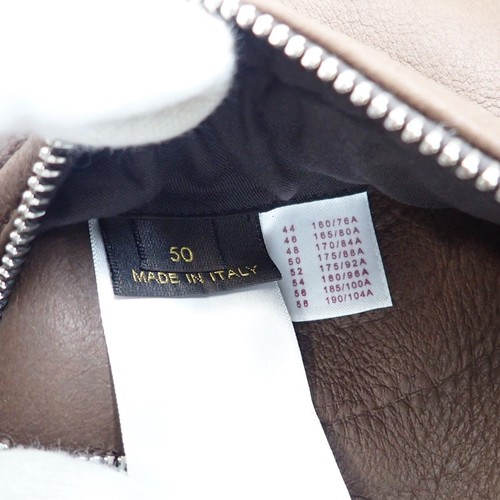 50
MADE IN ITALY
44 160/76A
46 165/80A
48 170/84A
50 175/88A
52 175/92A
54 180/96A
56 185/100A
58 190/104A